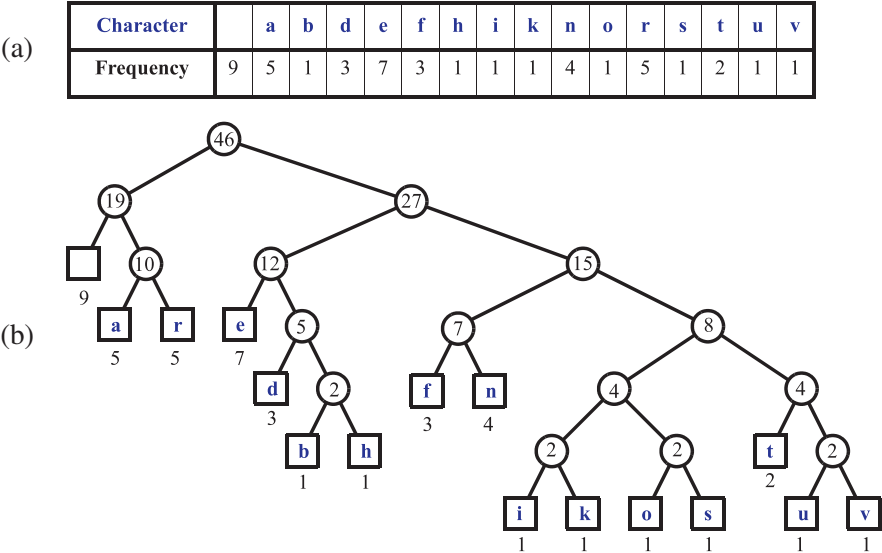 (a)
Character a b d e f h i k n o r s t u v
Frequency 9 5 1 3 7 3 1 1 1 4 1 5 1 2 1 1
46
19 27
10 12 15
9
a r e 5 7 8
5 5 7
(b)
d 2 f n 4 4
3 3 4
b h 2 2 t 2
1 1 2
i k o s u v
1 1 1 1 1 1